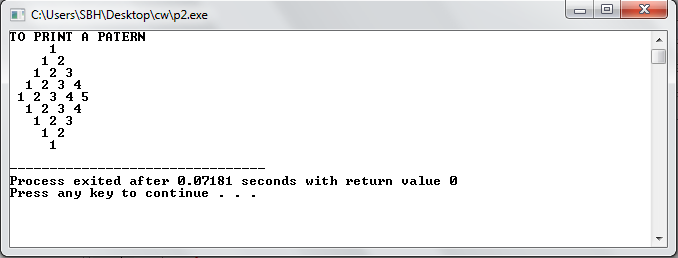 C:\Users\SBH\Desktop\cw\p2.exe
TO PRINT A PATERN
     1
    1 2
   1 2 3
  1 2 3 4
 1 2 3 4 5
  1 2 3 4
   1 2 3
    1 2
     1
--------------------------------
Process exited after 0.07181 seconds with return value 0
Press any key to continue . . .